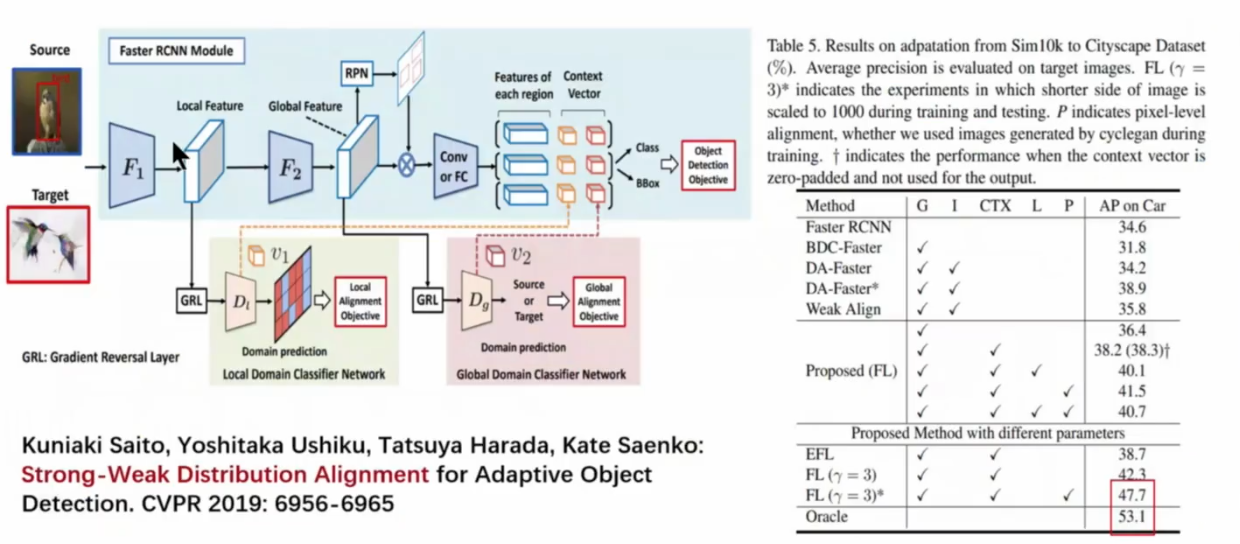 Source
Faster RCNN Module
RPN
Features of each region
Context Vector
Local Feature
Global Feature
F1
F2
Conv or FC
Class
BBox
Object Detection Objective
Target
v1
v2
GRL
Dl
Local Alignment Objective
GRL
Dg
Source or Target
Global Alignment Objective
Domain prediction
Domain prediction
GRL: Gradient Reversal Layer
Local Domain Classifier Network
Global Domain Classifier Network
Kuniaki Saito, Yoshitaka Ushiku, Tatsuya Harada, Kate Saenko:
Strong-Weak Distribution Alignment for Adaptive Object
Detection. CVPR 2019: 6956-6965
Table 5. Results on adpatation from Sim10k to Cityscape Dataset
(%). Average precision is evaluated on target images. FL (γ =
3)* indicates the experiments in which shorter side of image is
scaled to 1000 during training and testing. P indicates pixel-level
alignment, whether we used images generated by cyclegan during
training. † indicates the performance when the context vector is
zero-padded and not used for the output.
Method G I CTX L P AP on Car
Faster RCNN 34.6
BDC-Faster ✓ 31.8
DA-Faster ✓ ✓ 34.2
DA-Faster* ✓ ✓ 38.9
Weak Align ✓ ✓ 35.8
✓ 36.4
✓ ✓ 38.2 (38.3)†
Proposed (FL) ✓ ✓ ✓ 40.1
✓ ✓ ✓ 41.5
✓ ✓ ✓ ✓ 40.7
Proposed Method with different parameters
EFL ✓ ✓ 38.7
FL (γ = 3) ✓ ✓ 42.3
FL (γ = 3)* ✓ ✓ ✓ 47.7
Oracle 53.1